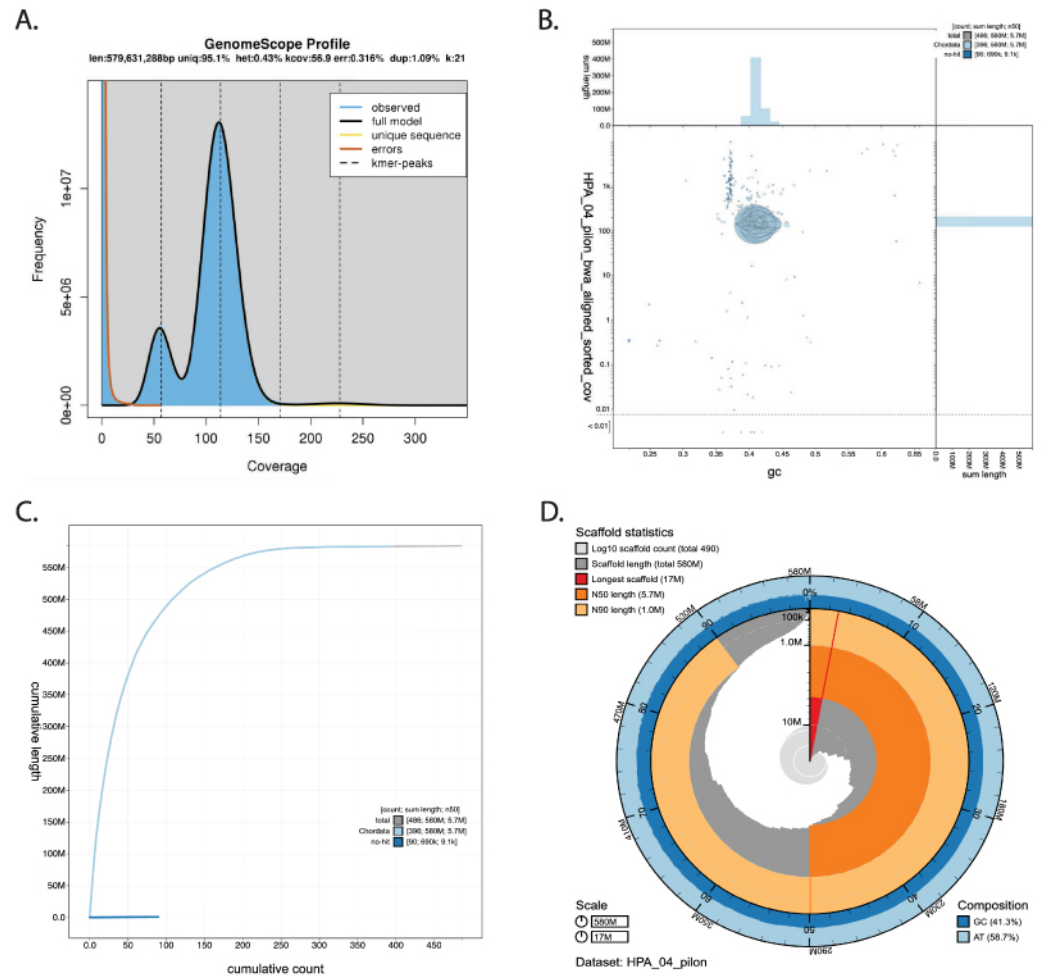 A.
GenomeScope Profile
len:579,631,288bp uniq:95.1% het:0.43% kcov:56.9 err:0.316% dup:1.09% k:21
observed
full model
unique sequence
errors
kmer-peaks
Frequency
1e+07
5e+06
0e+00
0 50 100 150 200 250 300
Coverage
B.
[count; sum length; n50]
total [486; 580M; 5.7M]
Chordata [396; 580M; 5.7M]
no-hit [90; 690k; 9.1k]
sum length
500M
400M
300M
200M
100M
0.0
HPA_04_pilon_bwa_aligned_sorted_cov
1k
100
10
1
0.1
0.01
< 0.01
0.25 0.3 0.35 0.4 0.45 0.5 0.55 0.6 0.65
gc
0.0 100M 200M 300M 400M 500M
sum length
C.
cumulative length
550M
500M
450M
400M
350M
300M
250M
200M
150M
100M
50M
0.0
[count; sum length; n50]
total [486; 580M; 5.7M]
Chordata [396; 580M; 5.7M]
no-hit [90; 690k; 9.1k]
0.0 50 100 150 200 250 300 350 400 450
cumulative count
D.
Scaffold statistics
Log10 scaffold count (total 490)
Scaffold length (total 580M)
Longest scaffold (17M)
N50 length (5.7M)
N90 length (1.0M)
580M
58M
120M
180M
230M
290M
350M
410M
470M
530M
0%
10
20
30
40
50
60
70
80
90
100k
1.0M
10M
Scale
580M
17M
Composition
GC (41.3%)
AT (58.7%)
Dataset: HPA_04_pilon